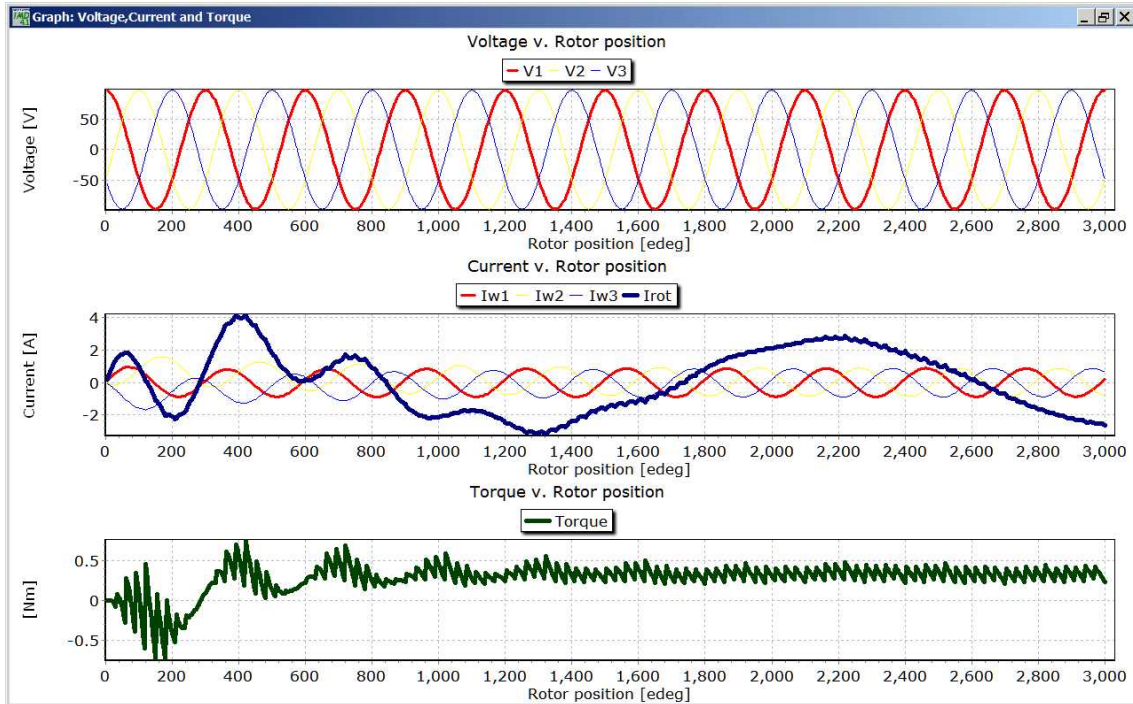 Graph: Voltage,Current and Torque
Voltage v. Rotor position
V1 V2 V3
Voltage [V]
50
0
-50
0 200 400 600 800 1,000 1,200 1,400 1,600 1,800 2,000 2,200 2,400 2,600 2,800 3,000
Rotor position [edeg]
Current v. Rotor position
Iw1 Iw2 Iw3 Irot
Current [A]
4
2
0
-2
0 200 400 600 800 1,000 1,200 1,400 1,600 1,800 2,000 2,200 2,400 2,600 2,800 3,000
Rotor position [edeg]
Torque v. Rotor position
Torque
[Nm]
0.5
0
-0.5
0 200 400 600 800 1,000 1,200 1,400 1,600 1,800 2,000 2,200 2,400 2,600 2,800 3,000
Rotor position [edeg]